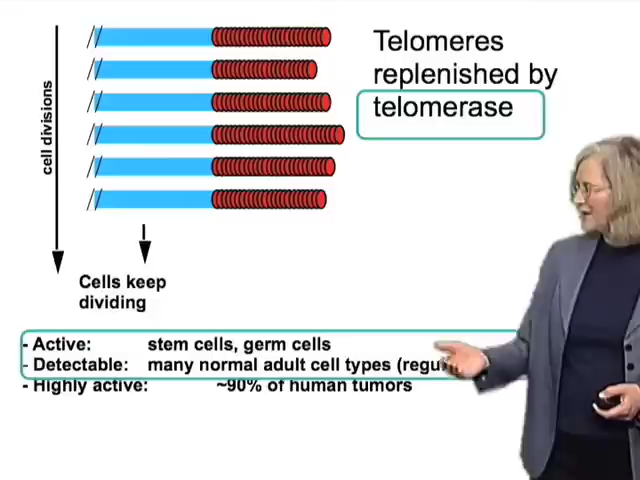 Telomeres
replenished by
telomerase
cell divisions
Cells keep
dividing
- Active: stem cells, germ cells
- Detectable: many normal adult cell types
- Highly active: ~90% of human tumors